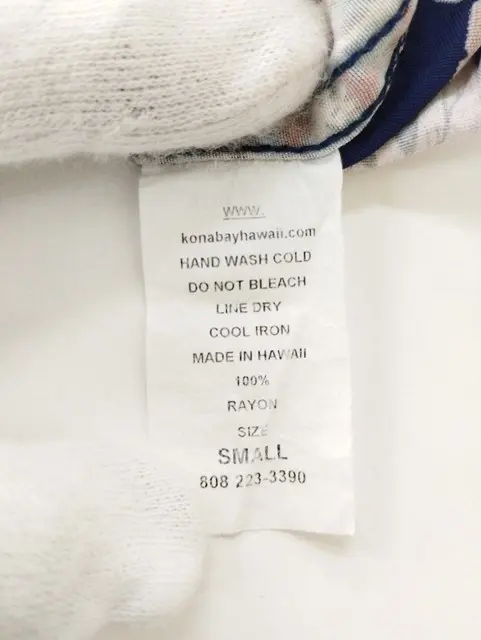 www.
konabayhawaii.com
HAND WASH COLD
DO NOT BLEACH
LINE DRY
COOL IRON
MADE IN HAWAII
100%
RAYON
SIZE
SMALL
808 223-3390